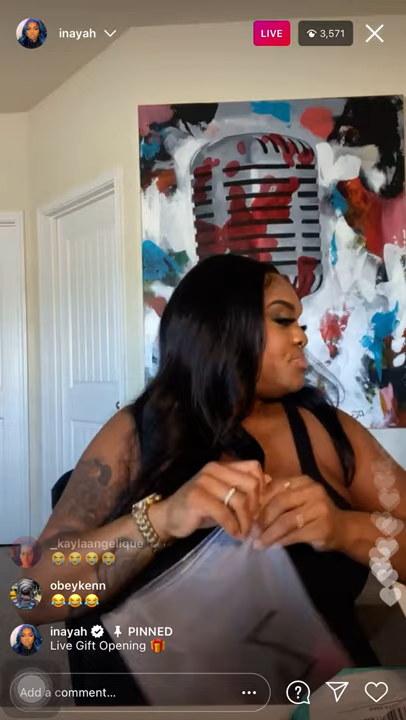 inayah
LIVE
3,571
_kaylaangelique
😭😭😭😭
obeykenn
😂😂😂
inayah PINNED
Live Gift Opening 🎁
Add a comment...